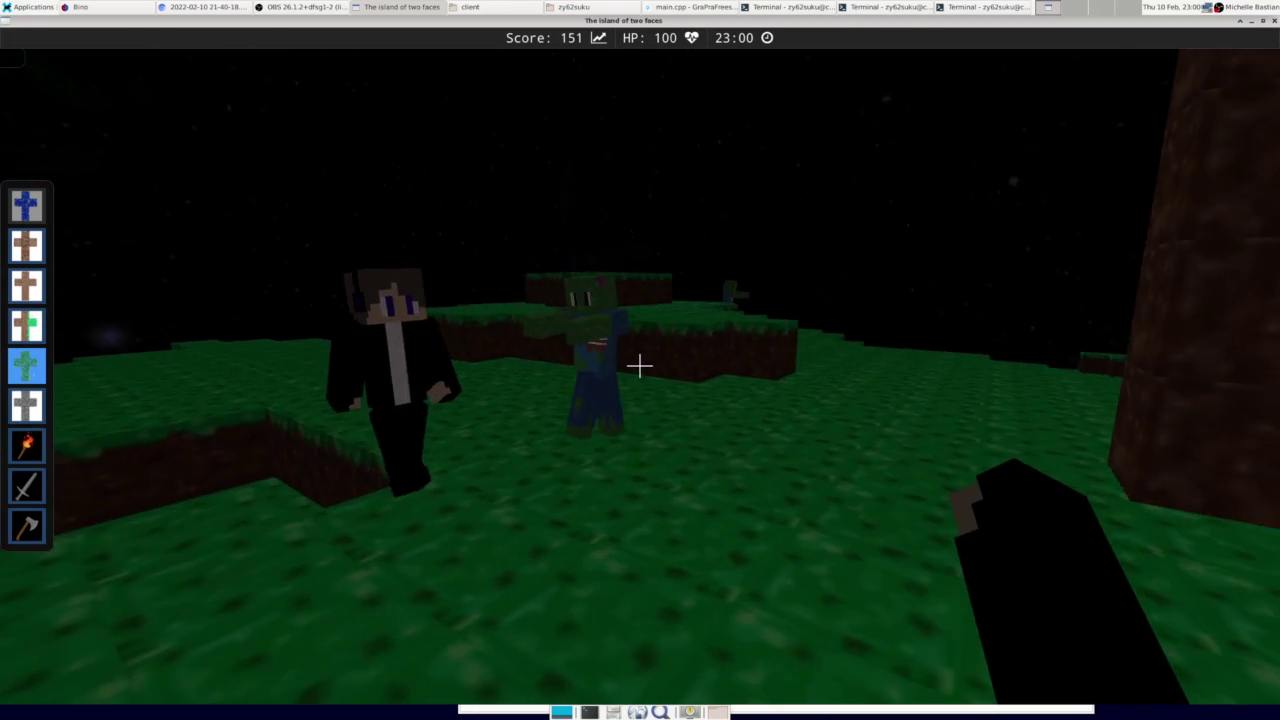 Applications
Bino
2022-02-10 21-40-18....
OBS 26.1.2+dfsg1-2 (li...
The island of two faces
client
zy62suku
main.cpp - GraPraFrees...
Terminal - zy62suku@c...
Terminal - zy62suku@c...
Terminal - zy62suku@c...
Thu 10 Feb, 23:00
Michelle Bastian
The island of two faces
Score: 151 HP: 100 23:00